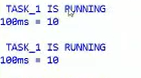 TASK_1 IS RUNNING
100ms = 10
TASK_1 IS RUNNING
100ms = 10